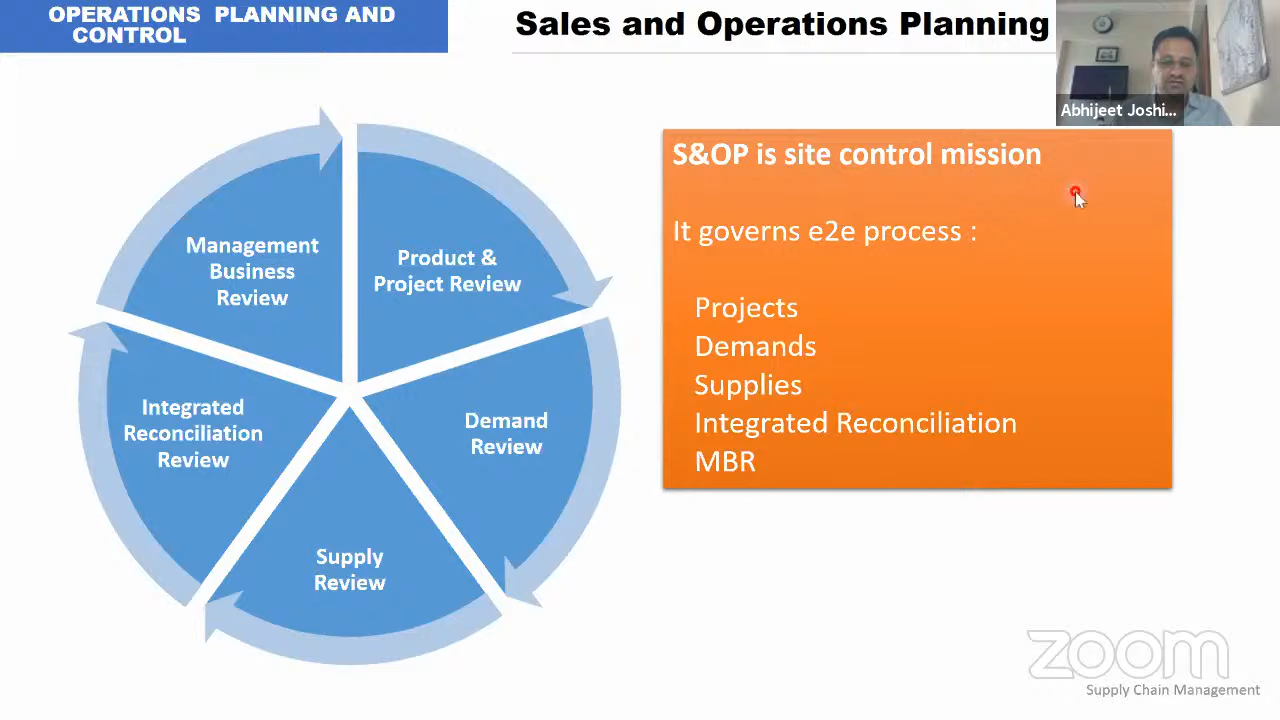 OPERATIONS PLANNING AND
CONTROL
Sales and Operations Planning
Abhijeet Joshi...
S&OP is site control mission
It governs e2e process :
Projects
Demands
Supplies
Integrated Reconciliation
MBR
Management
Business
Review
Product &
Project Review
Integrated
Reconciliation
Review
Demand
Review
Supply
Review
zoom
Supply Chain Management